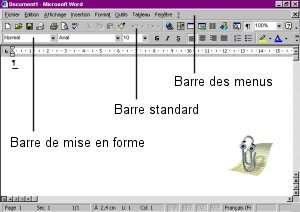 Document1 - Microsoft Word
Fichier Edition Affichage Insertion Format Outils Tableau Fenêtre ?
100%
Normal Arial 10 G I S
Barre des menus
Barre standard
Barre de mise en forme
Page 1 Sec 1 1/1 À 2,4 cm Li 1 Col 1 Français (Fr